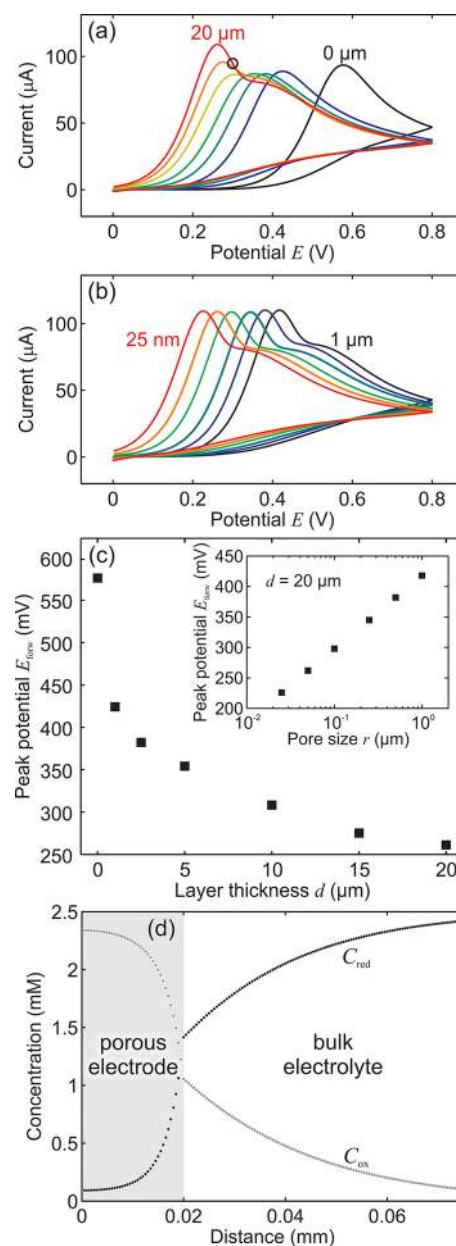 (a)
20 µm
0 µm
100
50
0
Current (µA)
0
0.2
0.4
0.6
0.8
Potential E (V)
(b)
25 nm
1 µm
100
50
0
Current (µA)
0
0.2
0.4
0.6
0.8
Potential E (V)
(c)
600
550
500
450
400
350
300
250
Peak potential E_forw (mV)
0
5
10
15
20
Layer thickness d (µm)
d = 20 µm
450
400
350
300
250
200
Peak potential E_forw (mV)
10⁻²
10⁻¹
10⁰
Pore size r (µm)
(d)
2.5
2
1.5
1
0.5
0
Concentration (mM)
C_red
porous
electrode
bulk
electrolyte
C_ox
0
0.02
0.04
0.06
Distance (mm)